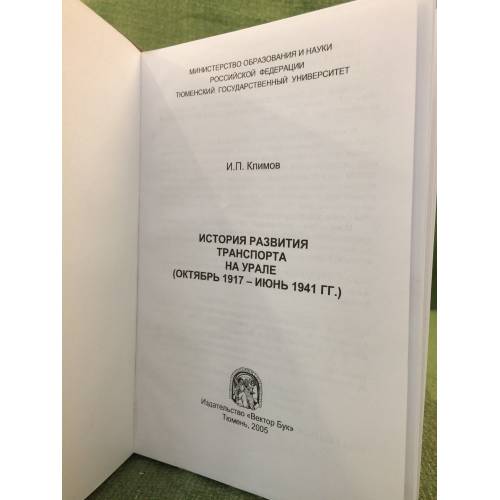 МИНИСТЕРСТВО ОБРАЗОВАНИЯ И НАУКИ
РОССИЙСКОЙ ФЕДЕРАЦИИ
ТЮМЕНСКИЙ ГОСУДАРСТВЕННЫЙ УНИВЕРСИТЕТ
И.П. Климов
ИСТОРИЯ РАЗВИТИЯ
ТРАНСПОРТА
НА УРАЛЕ
(ОКТЯБРЬ 1917 – ИЮНЬ 1941 ГГ.)
Издательство «Вектор Бук»
Тюмень, 2005